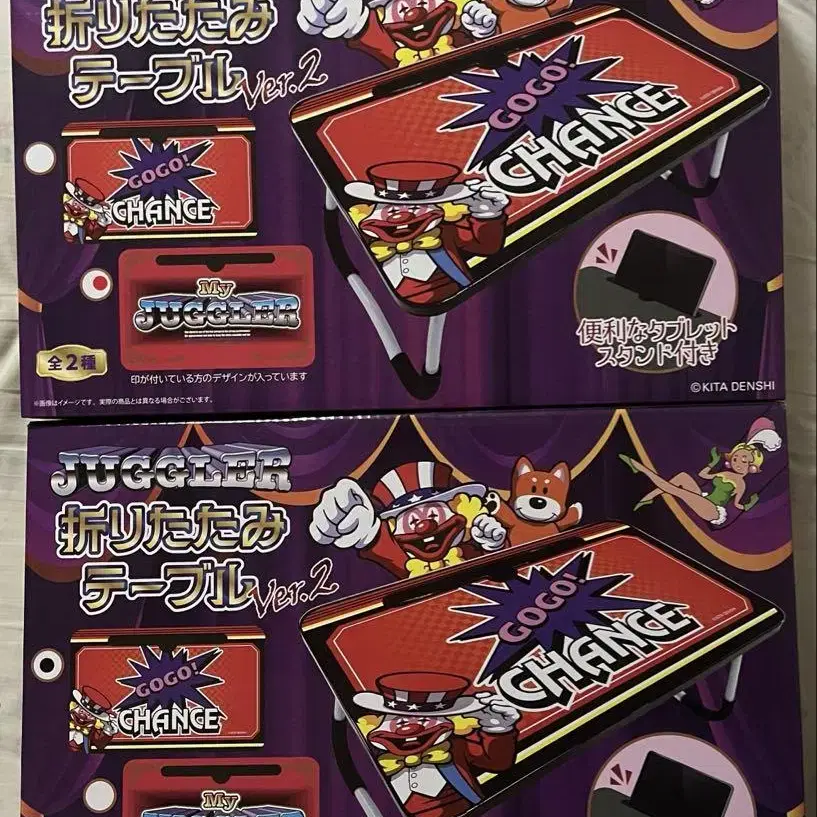 折りたたみ
テーブル Ver.2
GOGO!
CHANCE
GOGO!
CHANCE
My
JUGGLER
全2種
印が付いている方のデザインが入っています
※画像はイメージです。実際の商品とは異なる場合がございます。
便利なタブレット
スタンド付き
©KITA DENSHI
JUGGLER
折りたたみ
テーブル Ver.2
GOGO!
CHANCE
GOGO!
CHANCE
My